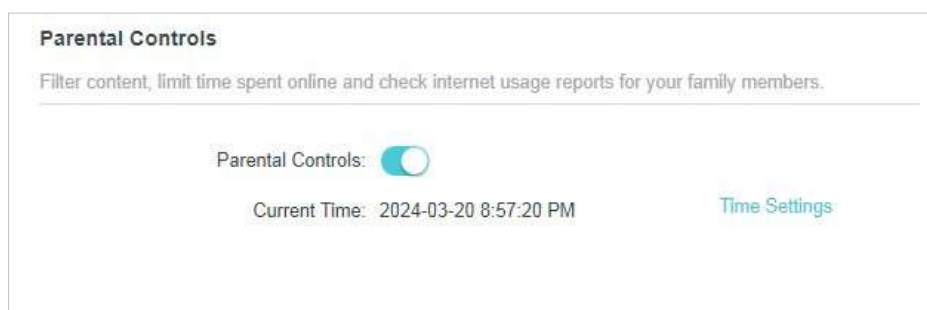 Parental Controls
Filter content, limit time spent online and check internet usage reports for your family members.
Parental Controls:
Current Time: 2024-03-20 8:57:20 PM Time Settings